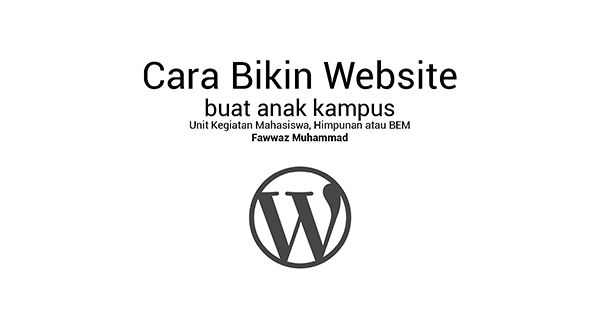 Cara Bikin Website
buat anak kampus
Unit Kegiatan Mahasiswa, Himpunan atau BEM
Fawwaz Muhammad